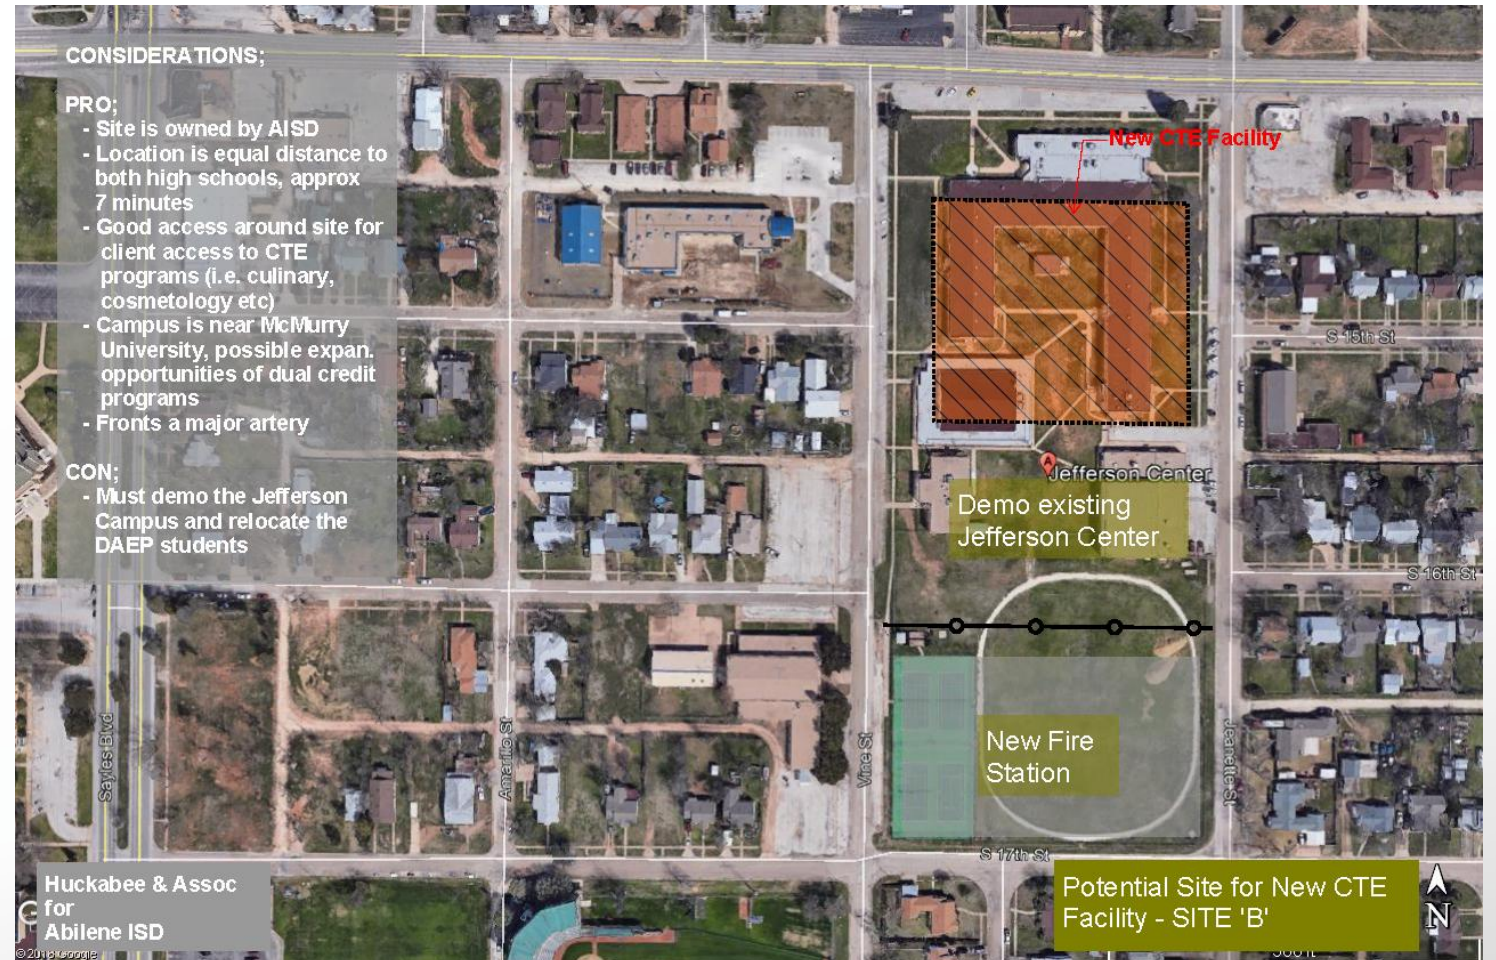 CONSIDERATIONS;
PRO;
- Site is owned by AISD
- Location is equal distance to
both high schools, approx
7 minutes
- Good access around site for
client access to CTE
programs (i.e. culinary,
cosmetology etc)
- Campus is near McMurry
University, possible expan.
opportunities of dual credit
programs
- Fronts a major artery
CON;
- Must demo the Jefferson
Campus and relocate the
DAEP students
New CTE Facility
S 15th St
A
Jefferson Center
Demo existing
Jefferson Center
S 16th St
New Fire
Station
Sayles Blvd
Amarillo St
Vine St
Jeanette St
S 17th St
Huckabee & Assoc
for
Abilene ISD
Potential Site for New CTE
Facility - SITE 'B'
N
© 2018 Google